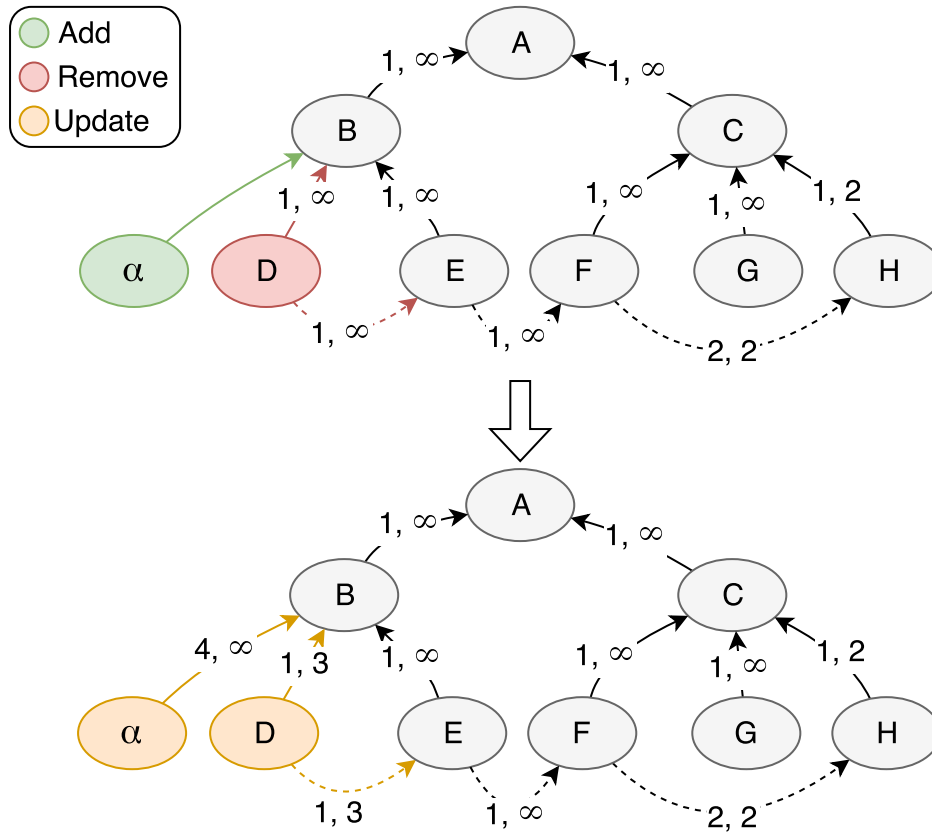 Add
Remove
Update
A
1, ∞
1, ∞
B
C
1, ∞
1, ∞
1, ∞
1, ∞
1, 2
α
D
E
F
G
H
1, ∞
1, ∞
2, 2
A
1, ∞
1, ∞
B
C
4, ∞
1, 3
1, ∞
1, ∞
1, ∞
1, 2
α
D
E
F
G
H
1, 3
1, ∞
2, 2